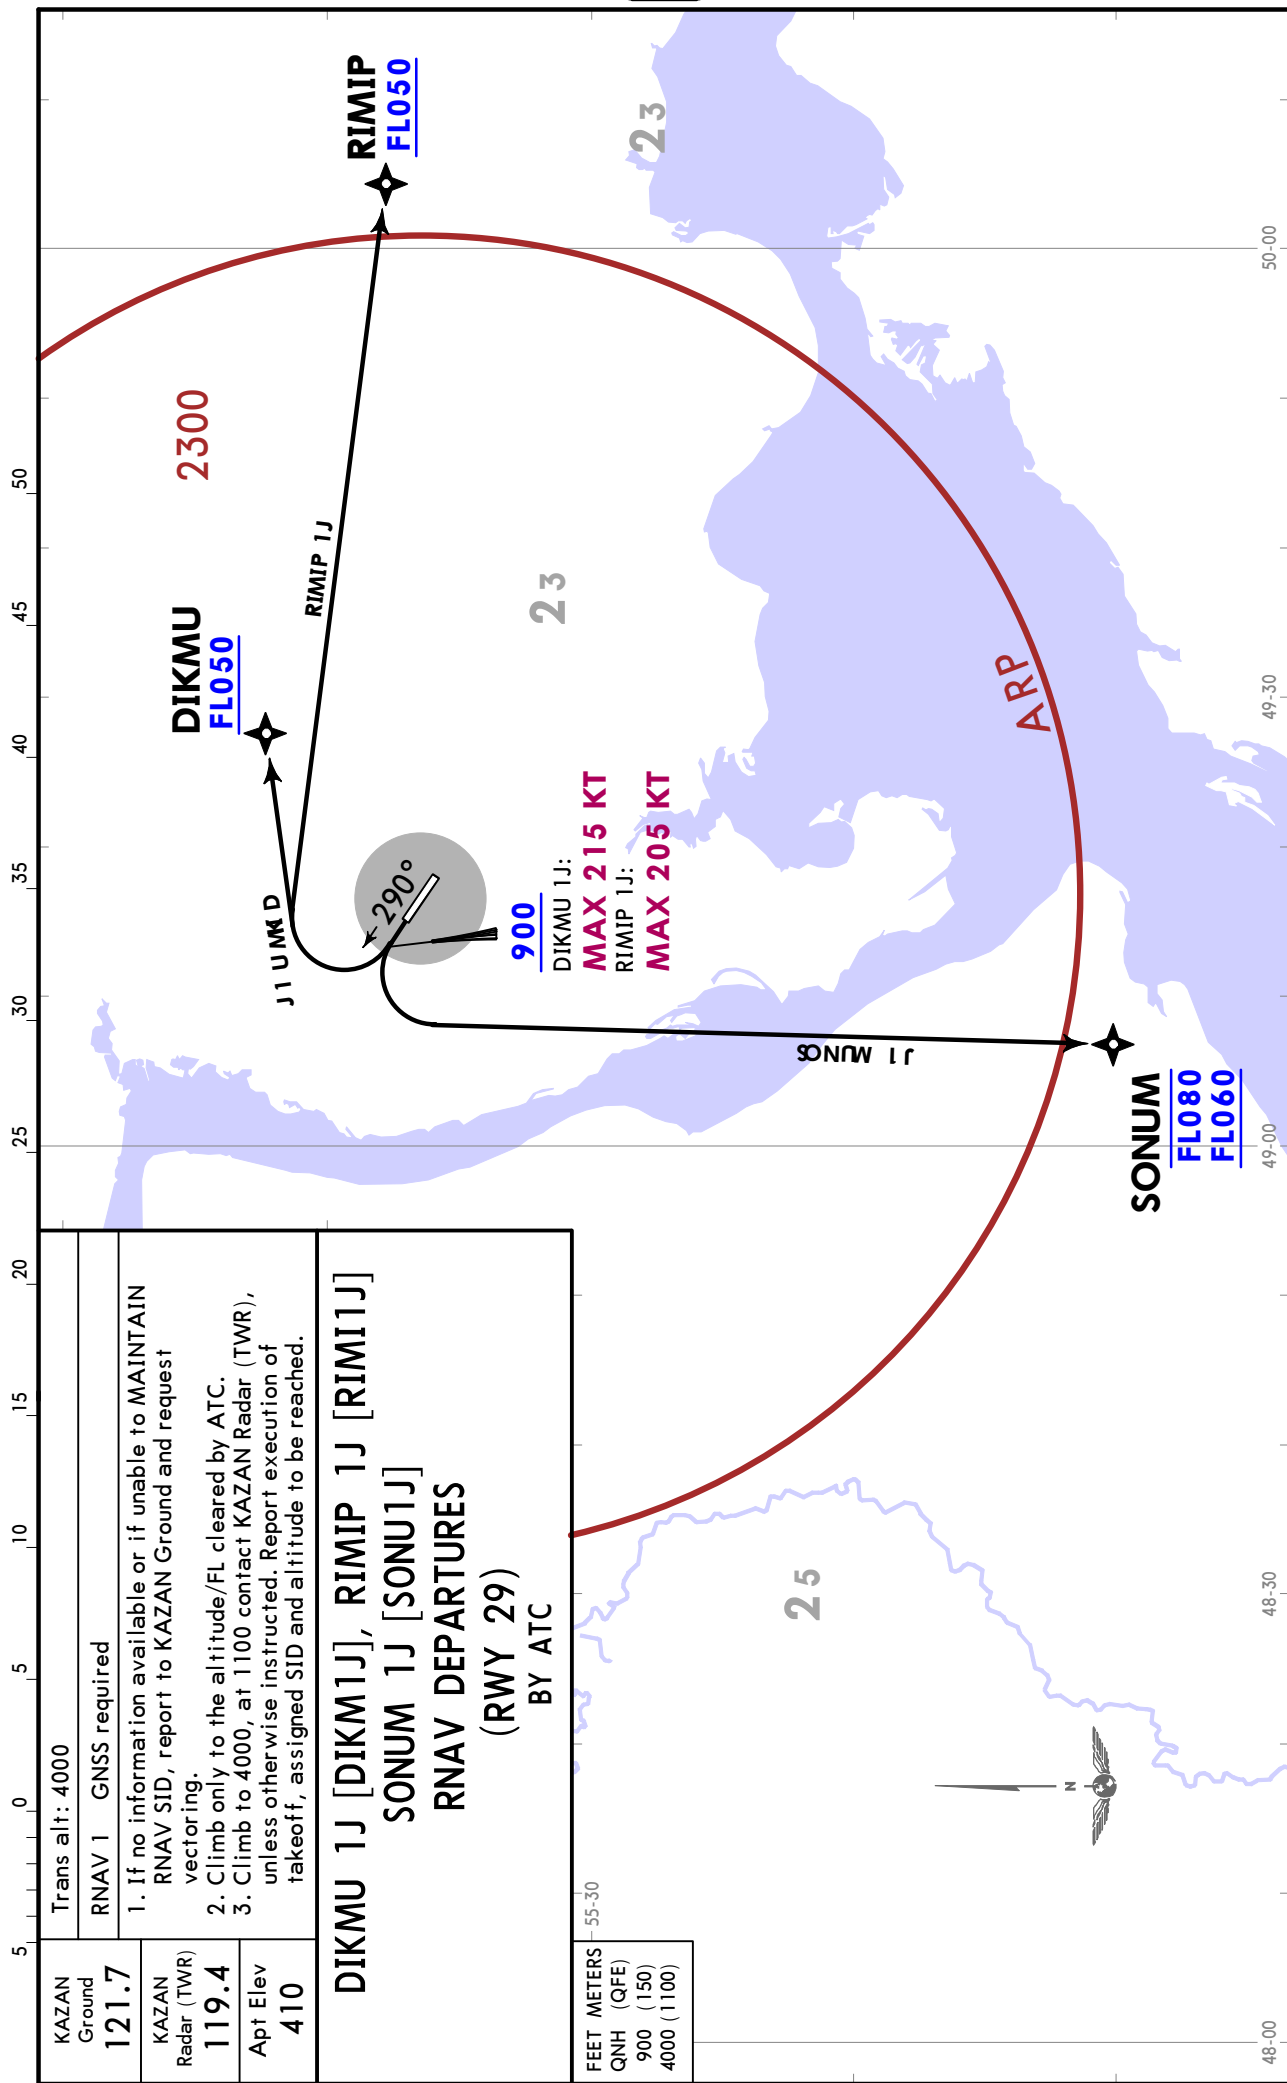 KAZAN
Ground
121.7
KAZAN
Radar (TWR)
119.4
Apt Elev
410
Trans alt: 4000
RNAV 1 GNSS required
1. If no information available or if unable to MAINTAIN
RNAV SID, report to KAZAN Ground and request
vectoring.
2. Climb only to the altitude/FL cleared by ATC.
3. Climb to 4000, at 1100 contact KAZAN Radar (TWR),
unless otherwise instructed. Report execution of
takeoff, assigned SID and altitude to be reached.
DIKMU 1J [DIKM1J], RIMIP 1J [RIMI1J]
SONUM 1J [SONU1J]
RNAV DEPARTURES
(RWY 29)
BY ATC
FEET METERS
QNH (QFE)
900 (150)
4000 (1100)
5 0 5 10 15 20 25 30 35 40 45 50
2300
DIKMU
FL050
RIMIP
FL050
RIMIP 1J
J1 UMKD
290°
900
DIKMU 1J:
MAX 215 KT
RIMIP 1J:
MAX 205 KT
J1 MUNOS
SONUM
FL080
FL060
ARP
23
23
25
N
55-30
48-00
48-30
49-00
49-30
50-00